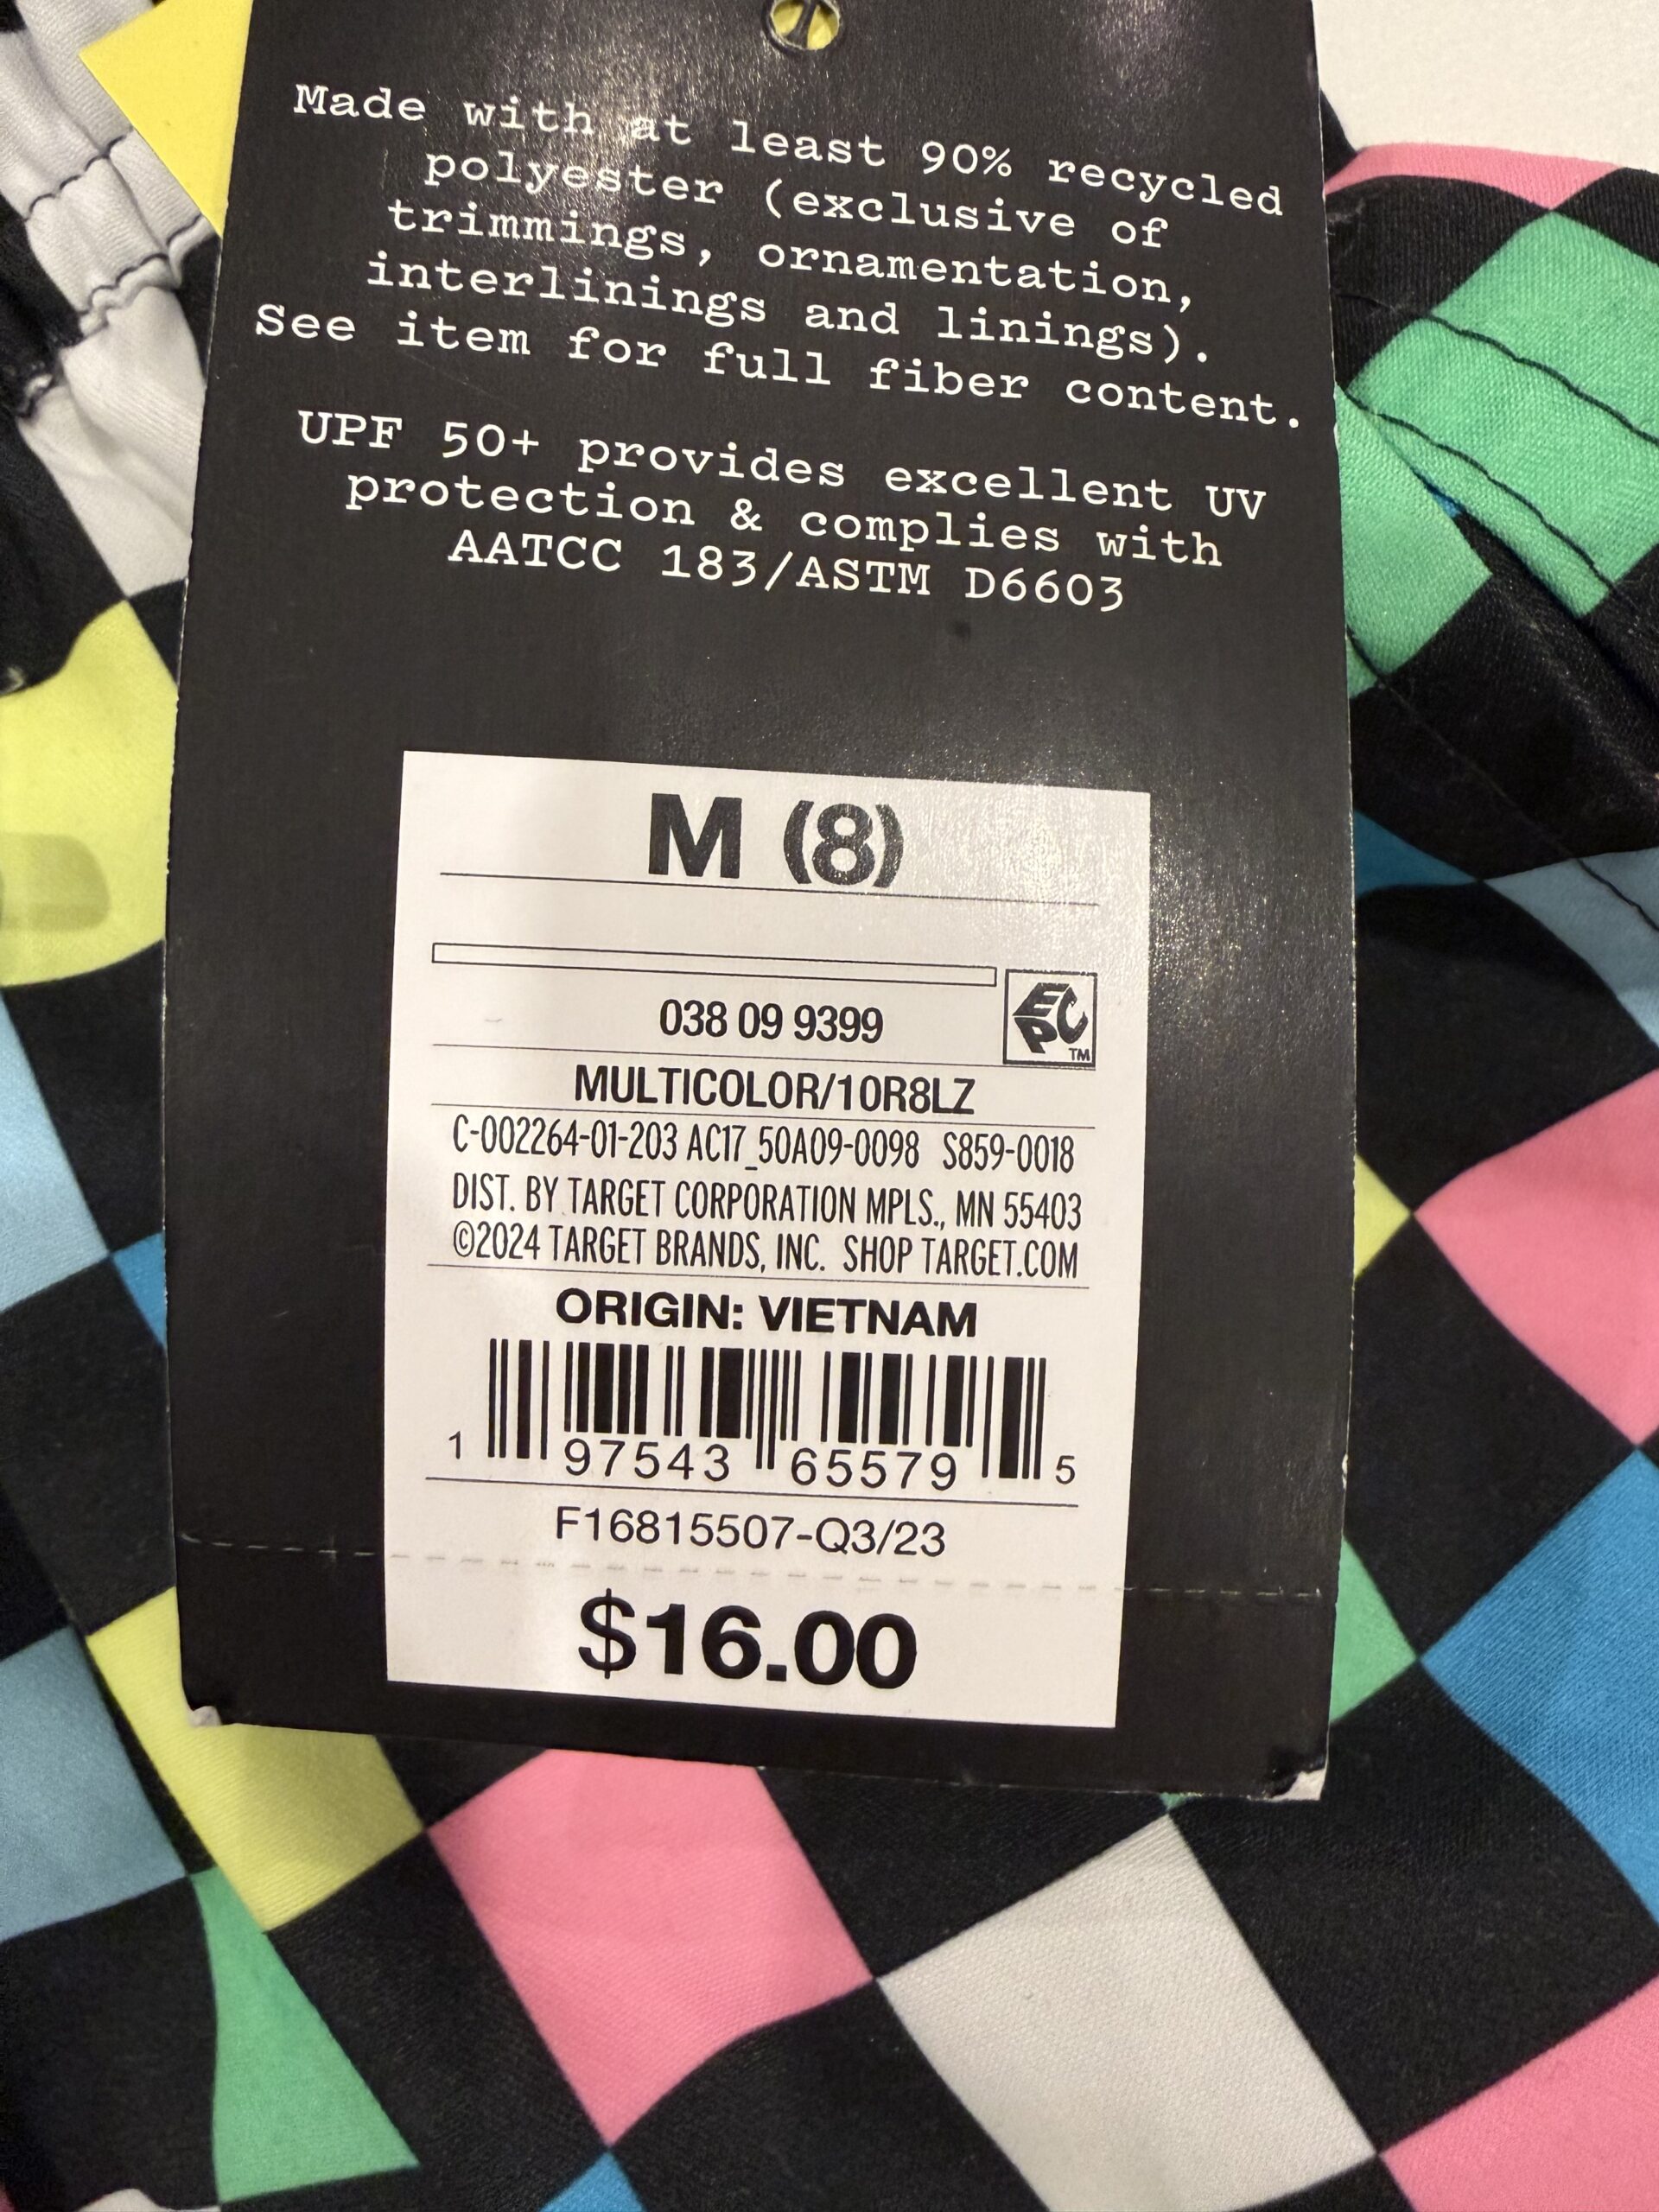 Made with at least 90% recycled
polyester (exclusive of
trimmings, ornamentation,
interlinings and linings).
See item for full fiber content.
UPF 50+ provides excellent UV
protection & complies with
AATCC 183/ASTM D6603
M (8)
038 09 9399
EPC TM
MULTICOLOR/10R8LZ
C-002264-01-203 AC17_50A09-0098 S859-0018
DIST. BY TARGET CORPORATION MPLS., MN 55403
©2024 TARGET BRANDS, INC. SHOP TARGET.COM
ORIGIN: VIETNAM
1 97543 65579 5
F16815507-Q3/23
$16.00